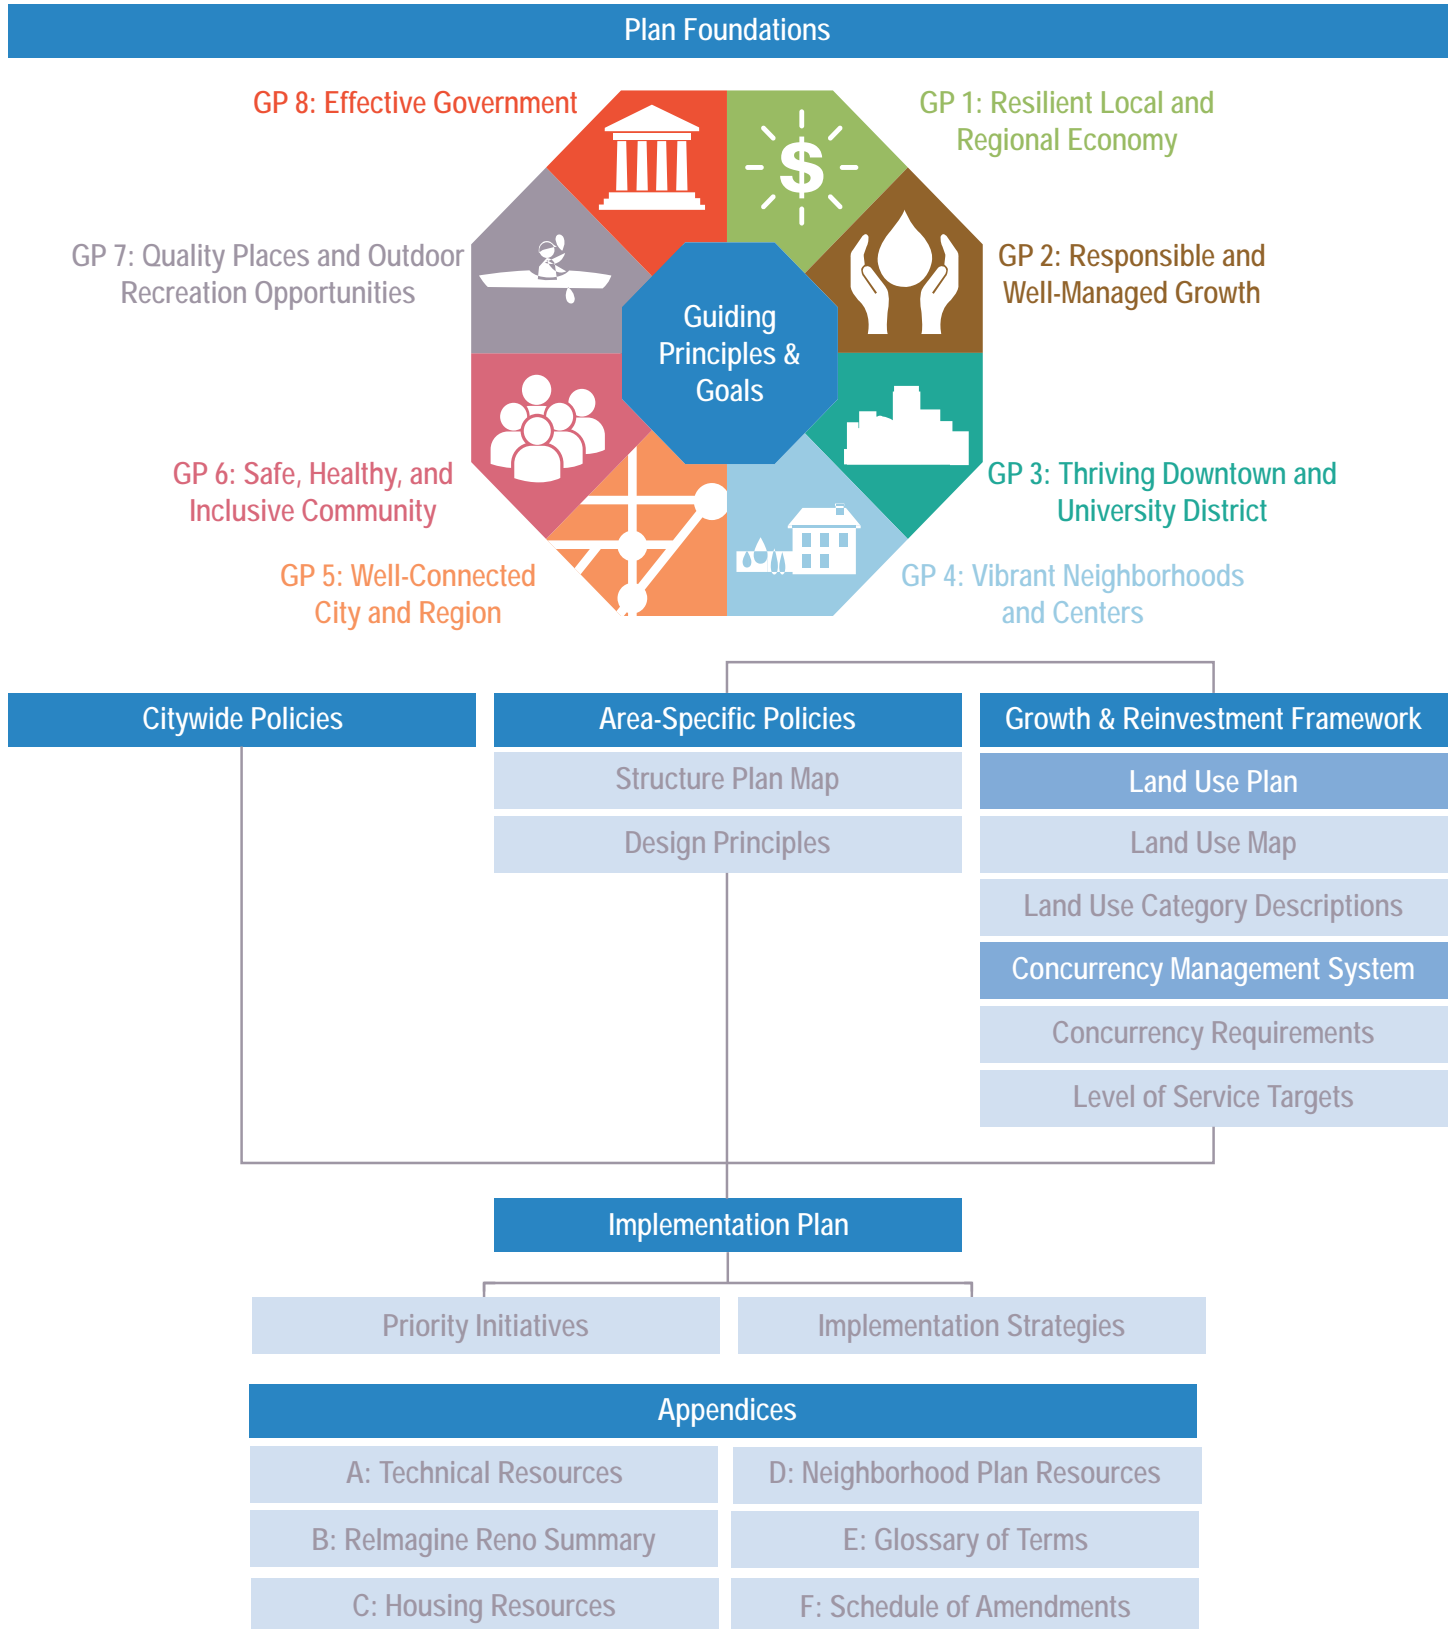 Plan Foundations
GP 8: Effective Government
GP 1: Resilient Local and
Regional Economy
$
GP 7: Quality Places and Outdoor
Recreation Opportunities
GP 2: Responsible and
Well-Managed Growth
Guiding
Principles &
Goals
GP 6: Safe, Healthy, and
Inclusive Community
GP 3: Thriving Downtown and
University District
GP 5: Well-Connected
City and Region
GP 4: Vibrant Neighborhoods
and Centers
Citywide Policies
Area-Specific Policies
Structure Plan Map
Design Principles
Growth & Reinvestment Framework
Land Use Plan
Land Use Map
Land Use Category Descriptions
Concurrency Management System
Concurrency Requirements
Level of Service Targets
Implementation Plan
Priority Initiatives
Implementation Strategies
Appendices
A: Technical Resources
B: ReImagine Reno Summary
C: Housing Resources
D: Neighborhood Plan Resources
E: Glossary of Terms
F: Schedule of Amendments